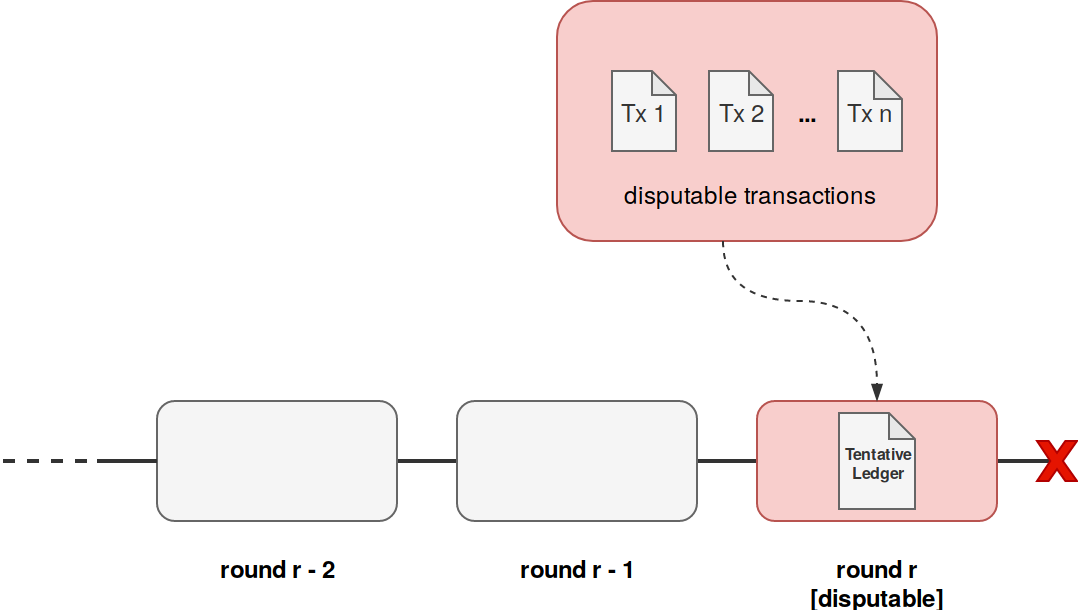 Tx 1
Tx 2
...
Tx n
disputable transactions
Tentative
Ledger
round r - 2
round r - 1
round r
[disputable]